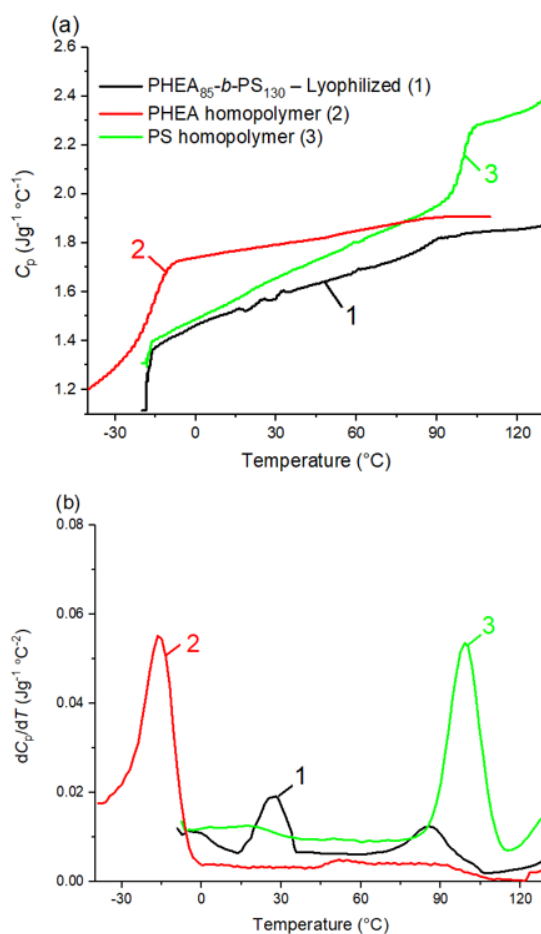 (a)
2.6
2.4
2.2
2.0
1.8
1.6
1.4
1.2
PHEA₈₅-b-PS₁₃₀ – Lyophilized (1)
PHEA homopolymer (2)
PS homopolymer (3)
3
2
1
Cₚ (Jg⁻¹ °C⁻¹)
-30 0 30 60 90 120
Temperature (°C)
(b)
0.08
0.06
0.04
0.02
0.00
2
3
1
dCₚ/dT (Jg⁻¹ °C⁻²)
-30 0 30 60 90 120
Temperature (°C)